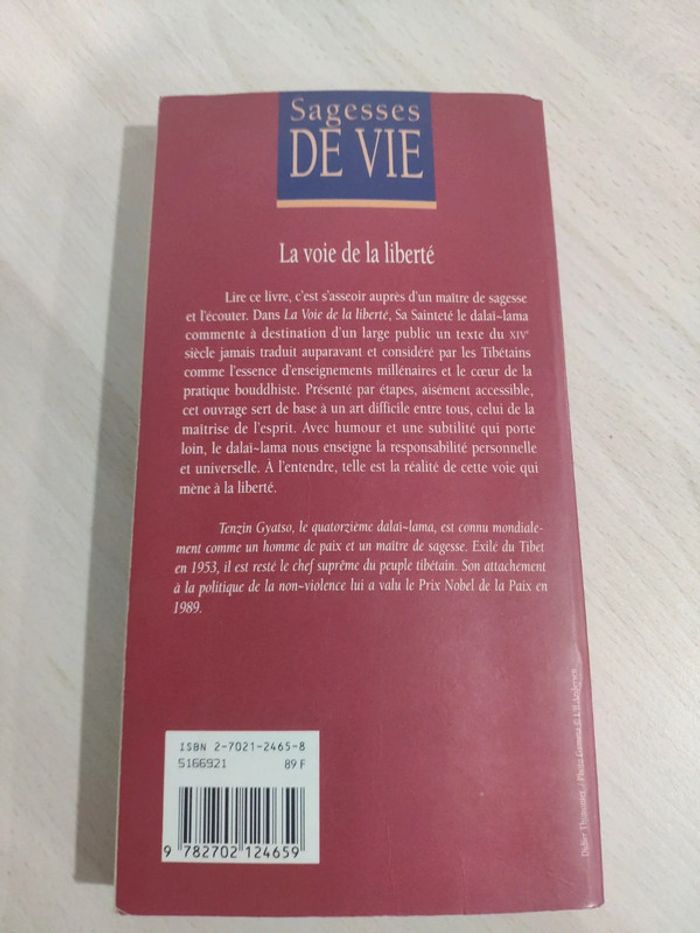 Sagesses
DE VIE
La voie de la liberté
Lire ce livre, c'est s'asseoir auprès d'un maître de sagesse
et l'écouter. Dans La Voie de la liberté, Sa Sainteté le dalaï-lama
commente à destination d'un large public un texte du XIVe
siècle jamais traduit auparavant et considéré par les Tibétains
comme l'essence d'enseignements millénaires et le cœur de la
pratique bouddhiste. Présenté par étapes, aisément accessible,
cet ouvrage sert de base à un art difficile entre tous, celui de la
maîtrise de l'esprit. Avec humour et une subtilité qui porte
loin, le dalaï-lama nous enseigne la responsabilité personnelle
et universelle. À l'entendre, telle est la réalité de cette voie qui
mène à la liberté.
Tenzin Gyatso, le quatorzième dalaï-lama, est connu mondiale-
ment comme un homme de paix et un maître de sagesse. Exilé du Tibet
en 1953, il est resté le chef suprême du peuple tibétain. Son attachement
à la politique de la non-violence lui a valu le Prix Nobel de la Paix en
1989.
ISBN 2-7021-2465-8
5166921 89 F
9 782702 124659
Didier Thimonier / Photo Gamma © Ulf Andersen